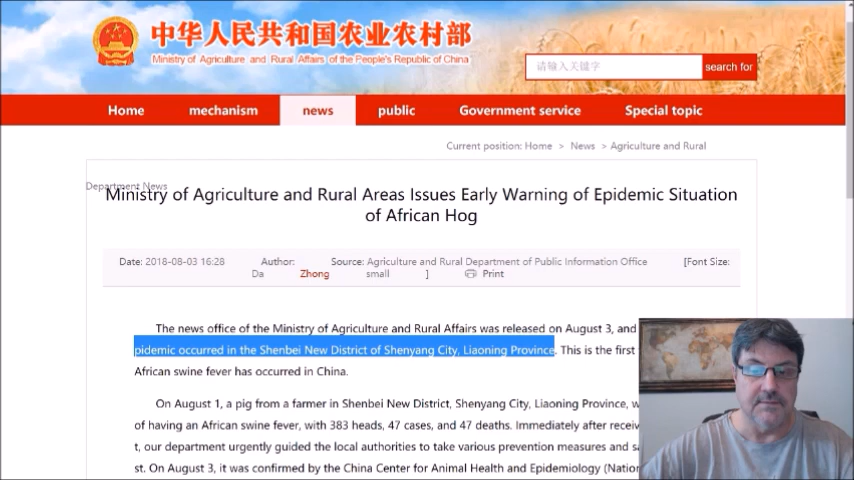 中华人民共和国农业农村部
Ministry of Agriculture and Rural Affairs of the People's Republic of China
请输入关键字
search for
Home mechanism news public Government service Special topic
Current position: Home > News > Agriculture and Rural
Department News
Ministry of Agriculture and Rural Areas Issues Early Warning of Epidemic Situation
of African Hog
Date: 2018-08-03 16:28 Author: Source: Agriculture and Rural Department of Public Information Office [Font Size:
Da Zhong small ] Print
The news office of the Ministry of Agriculture and Rural Affairs was released on August 3, and
pidemic occurred in the Shenbei New District of Shenyang City, Liaoning Province. This is the first
African swine fever has occurred in China.
On August 1, a pig from a farmer in Shenbei New District, Shenyang City, Liaoning Province, w
of having an African swine fever, with 383 heads, 47 cases, and 47 deaths. Immediately after recei
t, our department urgently guided the local authorities to take various prevention measures and s
st. On August 3, it was confirmed by the China Center for Animal Health and Epidemiology (Nation